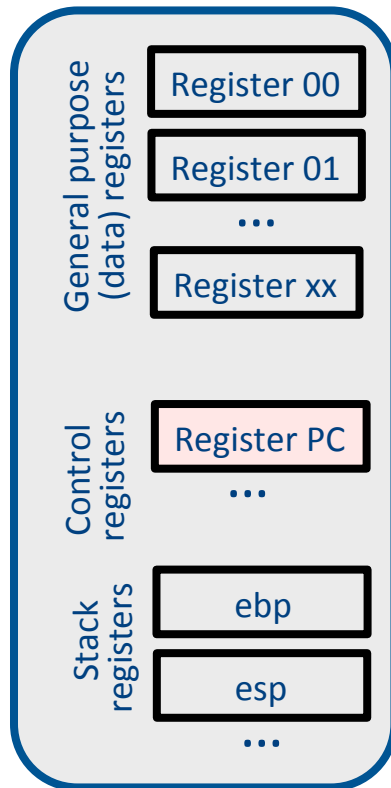 General purpose
(data) registers
Register 00
Register 01
...
Register xx
Control
registers
Register PC
...
Stack
registers
ebp
esp
...